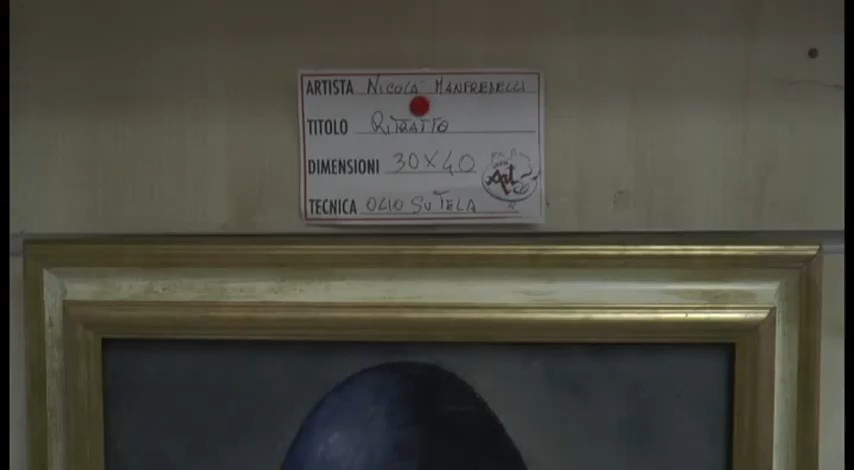 ARTISTA NICOLA MANFREDELLI
TITOLO RITRATTO
DIMENSIONI 30X40
TECNICA OLIO SU TELA